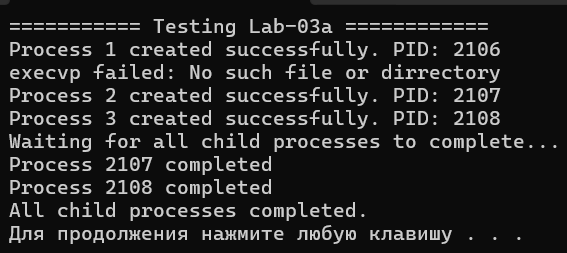 =========== Testing Lab-03a ============
Process 1 created successfully. PID: 2106
execvp failed: No such file or dirrectory
Process 2 created successfully. PID: 2107
Process 3 created successfully. PID: 2108
Waiting for all child processes to complete...
Process 2107 completed
Process 2108 completed
All child processes completed.
Для продолжения нажмите любую клавишу . . .